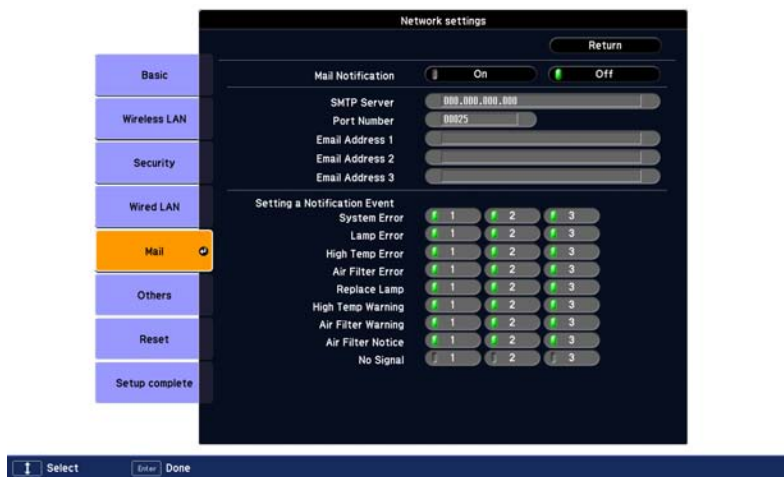 Network settings
Return
Basic
Wireless LAN
Security
Wired LAN
Mail
Others
Reset
Setup complete
Mail Notification On Off
SMTP Server 000.000.000.000
Port Number 00025
Email Address 1
Email Address 2
Email Address 3
Setting a Notification Event
System Error 1 2 3
Lamp Error 1 2 3
High Temp Error 1 2 3
Air Filter Error 1 2 3
Replace Lamp 1 2 3
High Temp Warning 1 2 3
Air Filter Warning 1 2 3
Air Filter Notice 1 2 3
No Signal 1 2 3
Select Enter Done